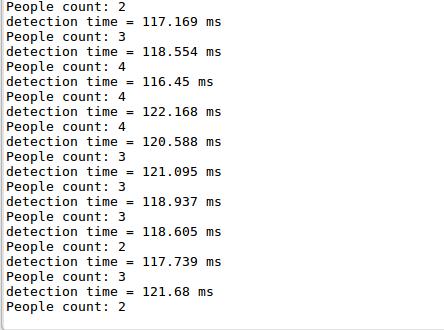 People count: 2
detection time = 117.169 ms
People count: 3
detection time = 118.554 ms
People count: 4
detection time = 116.45 ms
People count: 4
detection time = 122.168 ms
People count: 4
detection time = 120.588 ms
People count: 3
detection time = 121.095 ms
People count: 3
detection time = 118.937 ms
People count: 3
detection time = 118.605 ms
People count: 2
detection time = 117.739 ms
People count: 3
detection time = 121.68 ms
People count: 2